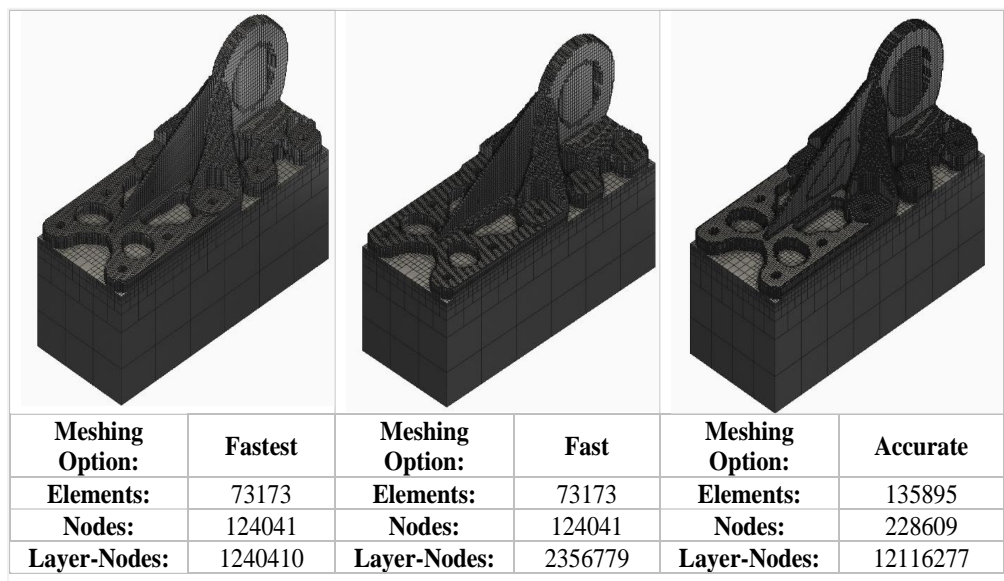 Meshing Option: Fastest Meshing Option: Fast Meshing Option: Accurate
Elements: 73173 Elements: 73173 Elements: 135895
Nodes: 124041 Nodes: 124041 Nodes: 228609
Layer-Nodes: 1240410 Layer-Nodes: 2356779 Layer-Nodes: 12116277